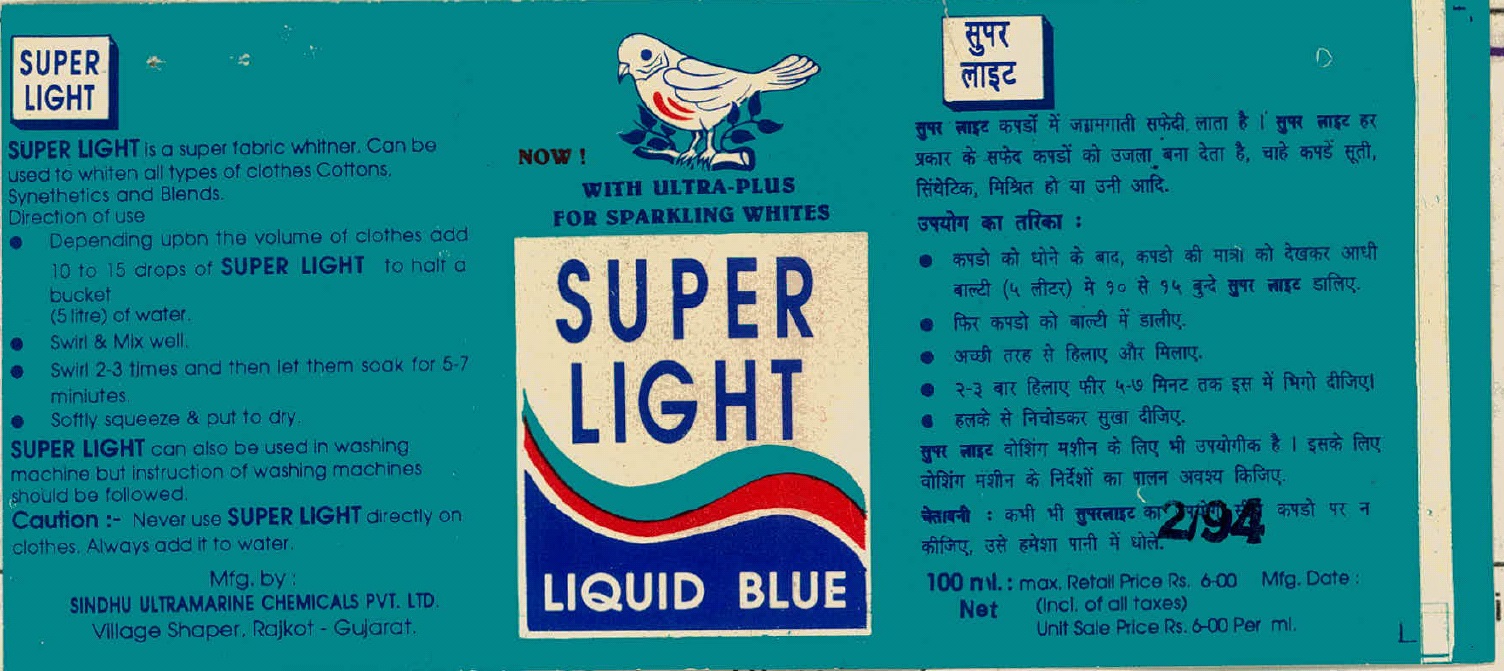 SUPER
LIGHT
SUPER LIGHT is a super fabric whitner. Can be
used to whiten all types of clothes Cottons,
Synethetics and Blends.
Direction of use
● Depending upon the volume of clothes add
10 to 15 drops of SUPER LIGHT to half a
bucket
(5 litre) of water.
● Swirl & Mix well.
● Swirl 2-3 times and then let them soak for 5-7
miniutes.
● Softly squeeze & put to dry.
SUPER LIGHT can also be used in washing
machine but instruction of washing machines
should be followed.
Caution :- Never use SUPER LIGHT directly on
clothes. Always add it to water.
Mfg. by :
SINDHU ULTRAMARINE CHEMICALS PVT. LTD.
Village Shaper, Rajkot - Gujarat.
NOW !
WITH ULTRA-PLUS
FOR SPARKLING WHITES
SUPER
LIGHT
LIQUID BLUE
सुपर
लाइट
सुपर लाइट कपडों में जगमगाती सफेदी लाता है । सुपर लाइट हर
प्रकार के सफेद कपडों को उजला बना देता है, चाहे कपडें सूती,
सिंथेटिक, मिश्रित हो या उनी आदि.
उपयोग का तरिका :
● कपडो को धोने के बाद, कपडो की मात्रा को देखकर आधी
बाल्टी (५ लीटर) मे १० से १५ बुन्दे सुपर लाइट डालिए.
● फिर कपडो को बाल्टी में डालीए.
● अच्छी तरह से हिलाए और मिलाए.
● २-३ बार हिलाए फीर ५-७ मिनट तक इस में भिगो दीजिए।
● हलके से निचोडकर सुखा दीजिए.
सुपर लाइट वोशिंग मशीन के लिए भी उपयोगीक है । इसके लिए
वोशिंग मशीन के निर्देशों का पालन अवश्य किजिए.
चेतावनी : कभी भी सुपरलाइट का कपडो पर न
कीजिए, उसे हमेशा पानी में धोले.
2/94
100 ml. : max. Retail Price Rs. 6-00 Mfg. Date :
Net (Incl. of all taxes)
Unit Sale Price Rs. 6-00 Per ml.